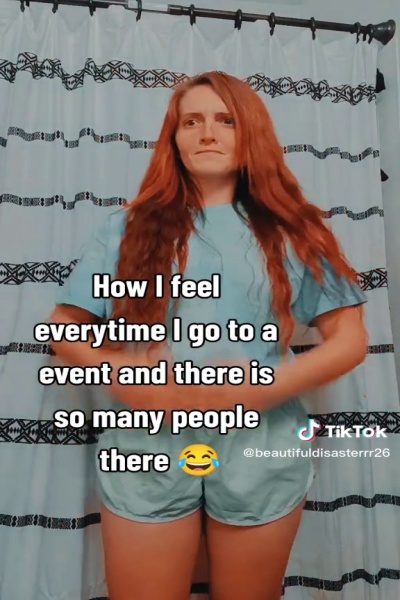 How I feel
everytime I go to a
event and there is
so many people
there 😂
TikTok
@beautifuldisasterrr26